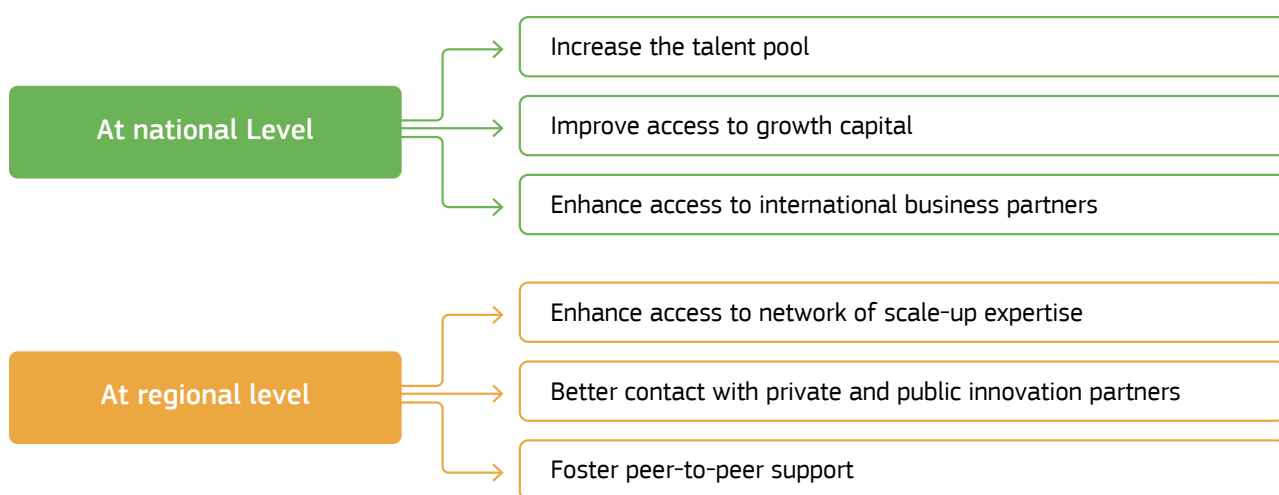 At national Level
Increase the talent pool
Improve access to growth capital
Enhance access to international business partners
At regional level
Enhance access to network of scale-up expertise
Better contact with private and public innovation partners
Foster peer-to-peer support